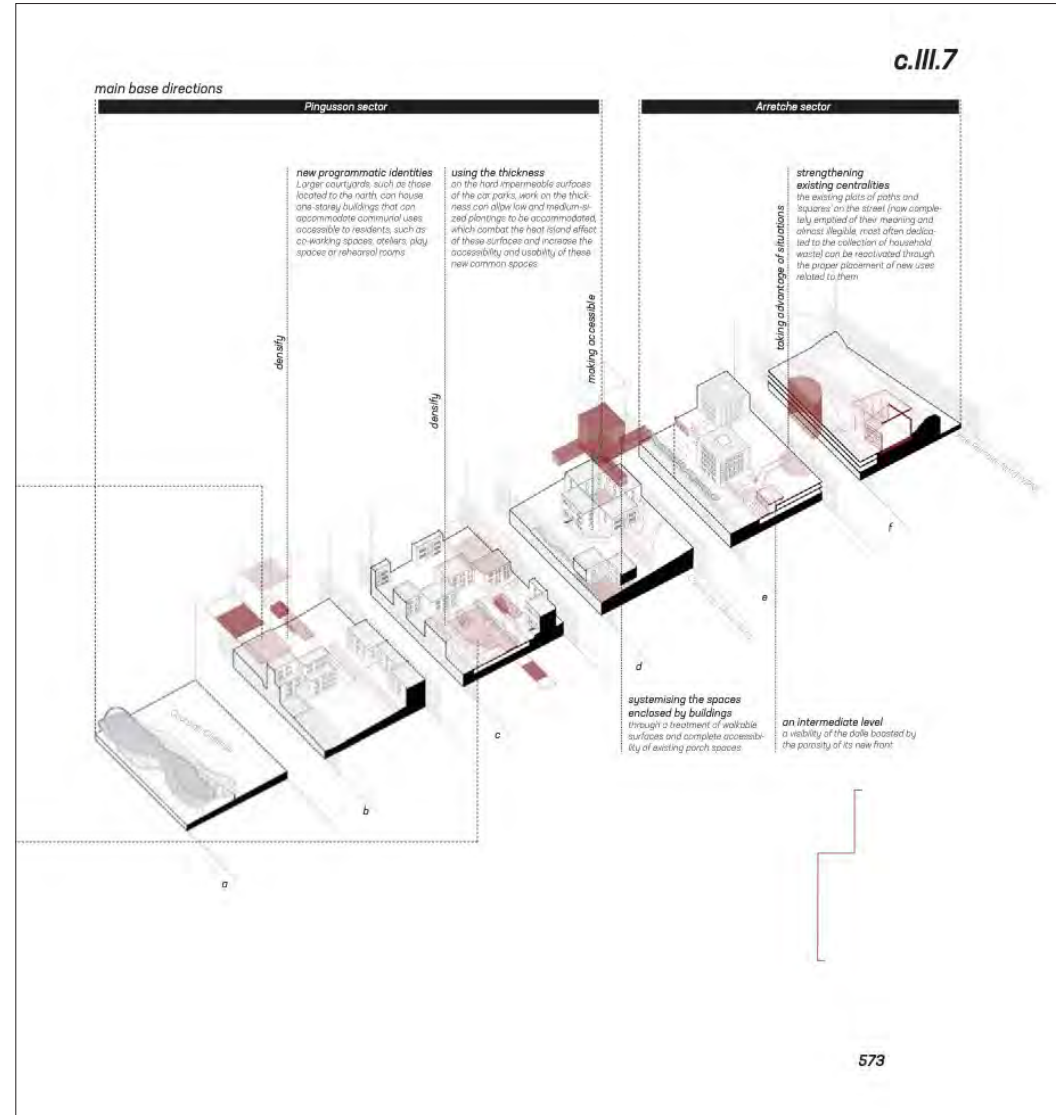 c.III.7
main base directions
Pingusson sector
Arretche sector
new programmatic identities
Larger courtyards, such as those
located to the north, can house
one-storey buildings that can
accommodate communal uses
accessible to residents, such as
co-working spaces, ateliers, play
spaces or rehearsal rooms
using the thickness
on the hard impermeable surfaces
of the car parks, work on the thick-
ness can allow low and medium-si-
zed plantings to be accommodated,
which combat the heat island effect
of these surfaces and increase the
accessibility and usability of these
new common spaces
strengthening
existing centralities
the existing plots of paths and
'squares' on the street (now comple-
tely emptied of their meaning and
almost illegible, most often dedica-
ted to the collection of household
waste) can be reactivated through
the proper placement of new uses
related to them
densify
densify
making accessible
taking advantage of situations
f
e
d
c
b
a
systemising the spaces
enclosed by buildings
through a treatment of walkable
surfaces and complete accessibi-
lity of existing porch spaces
an intermediate level
a visibility of the dalle boosted by
the porosity of its new front
573